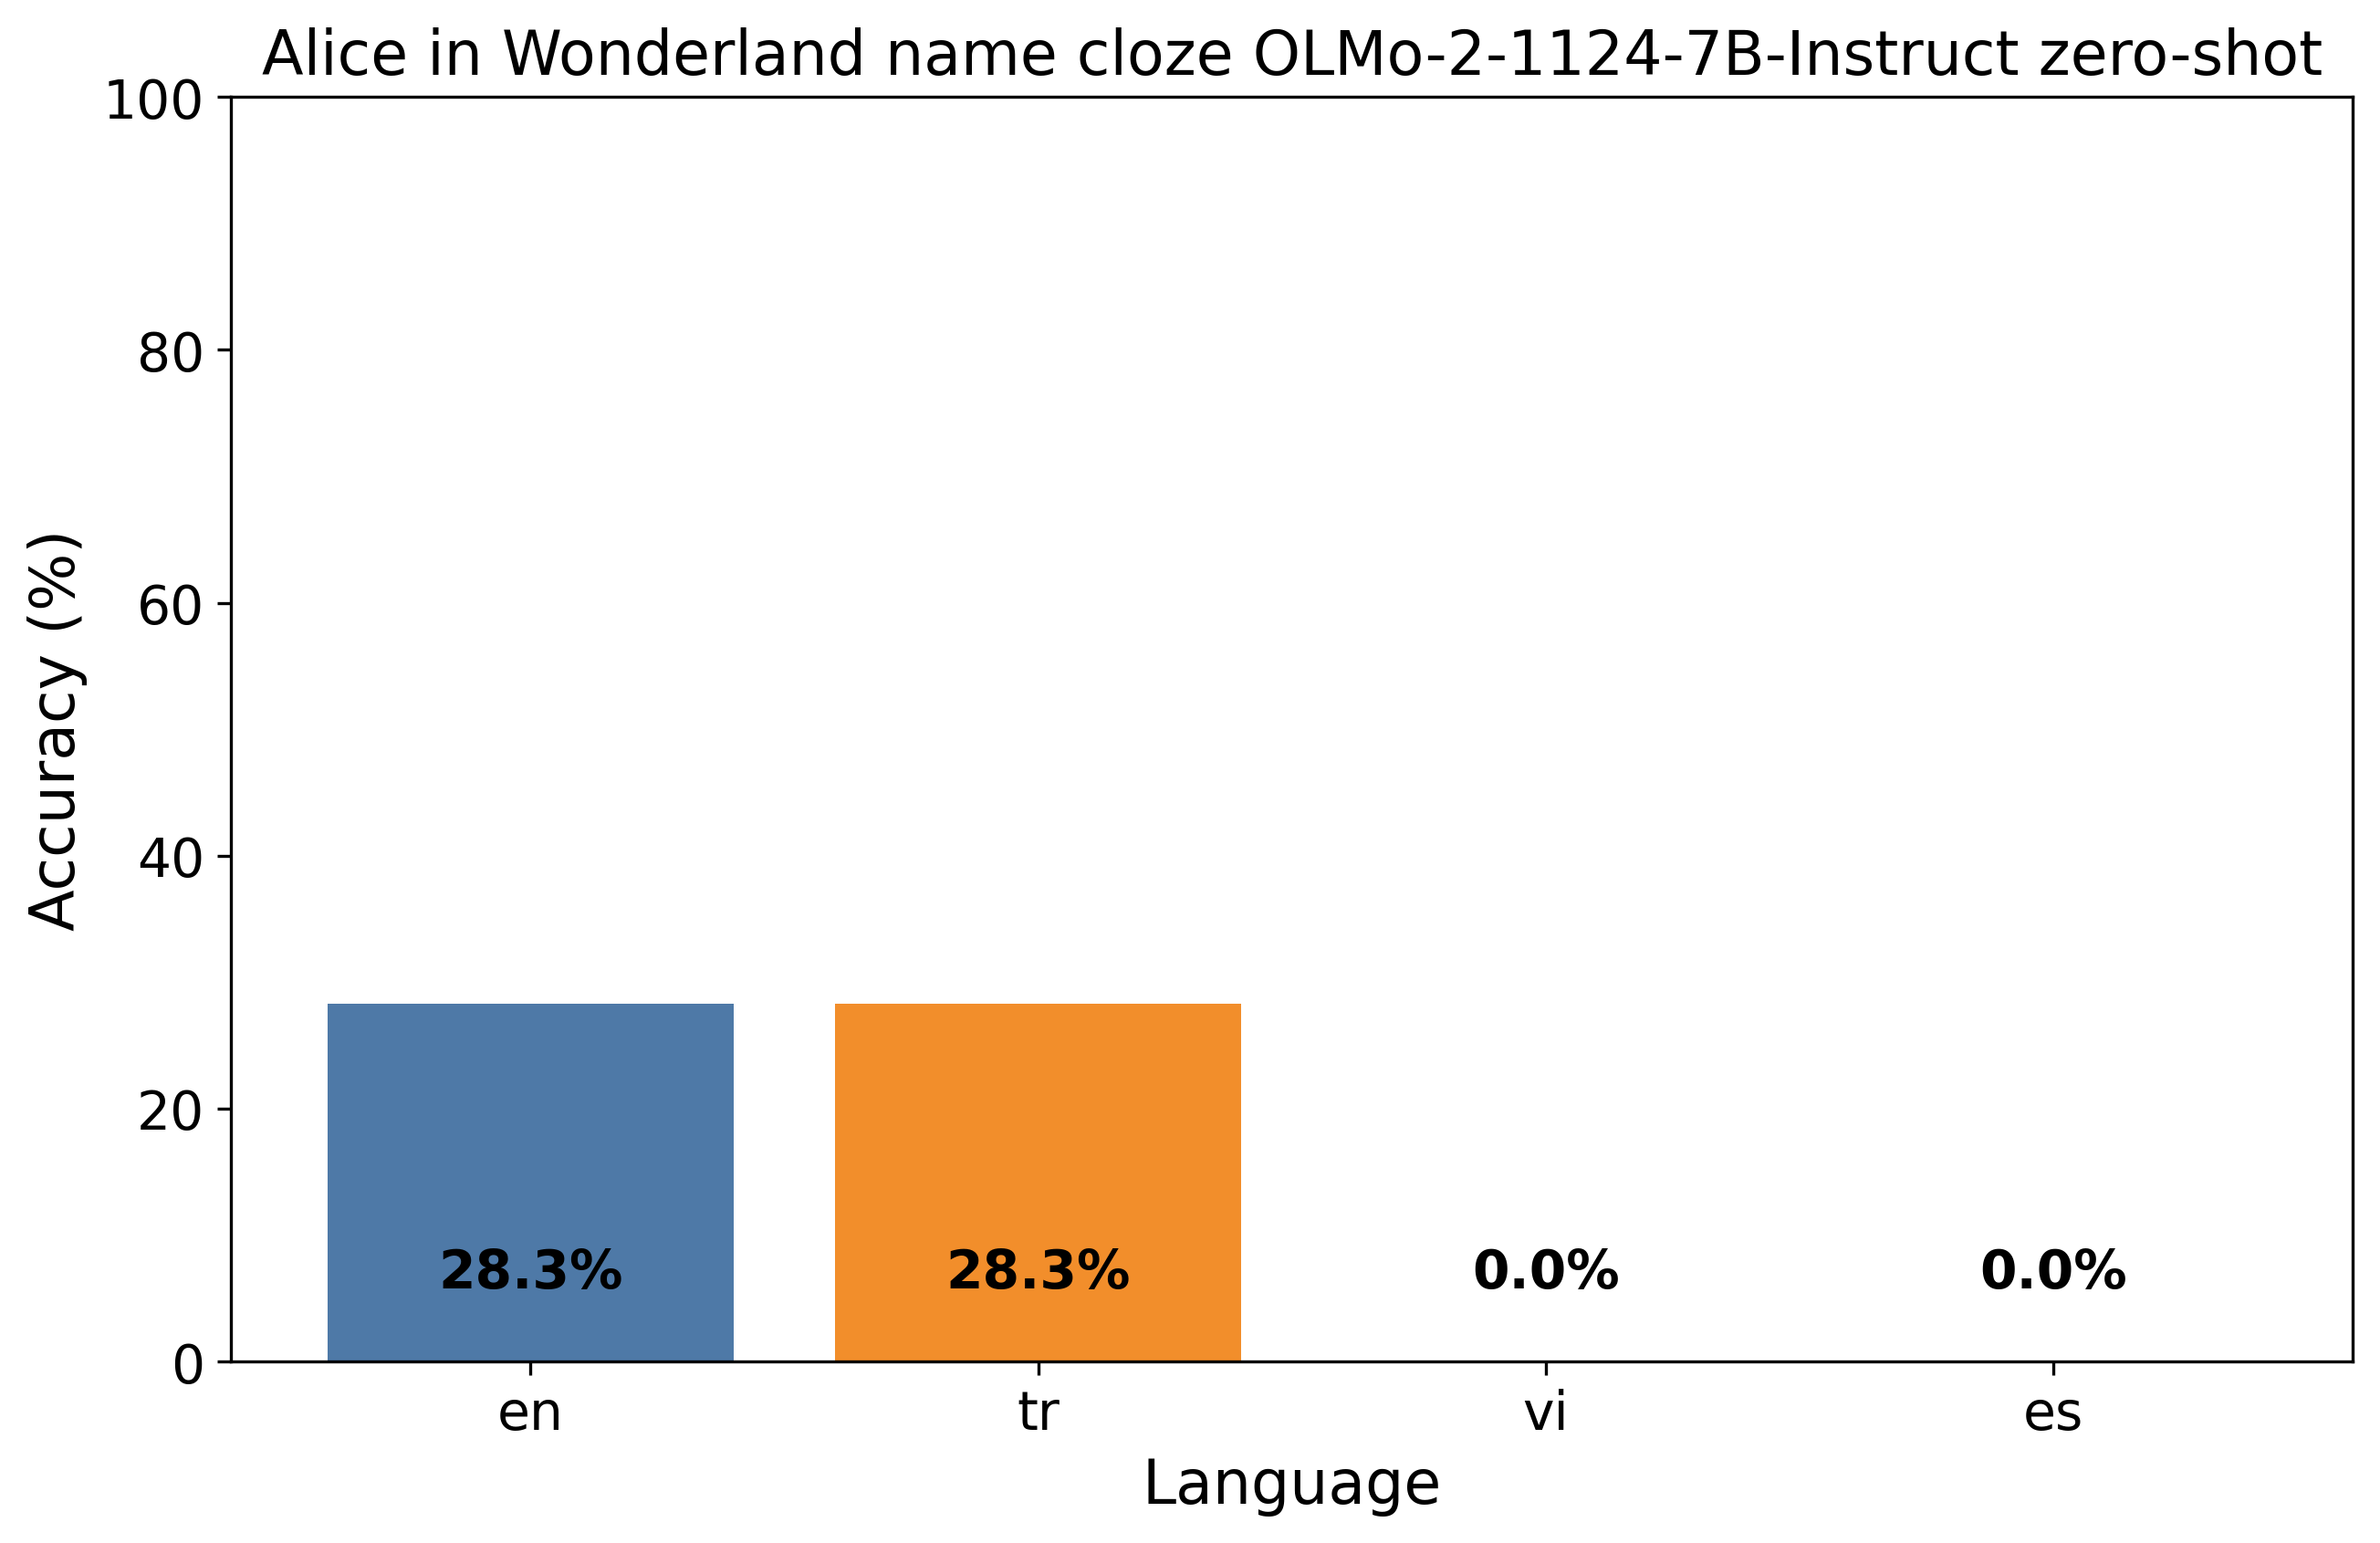 Alice in Wonderland name cloze OLMo-2-1124-7B-Instruct zero-shot
100
80
60
40
20
0
Accuracy (%)
28.3%
28.3%
0.0%
0.0%
en
tr
vi
es
Language